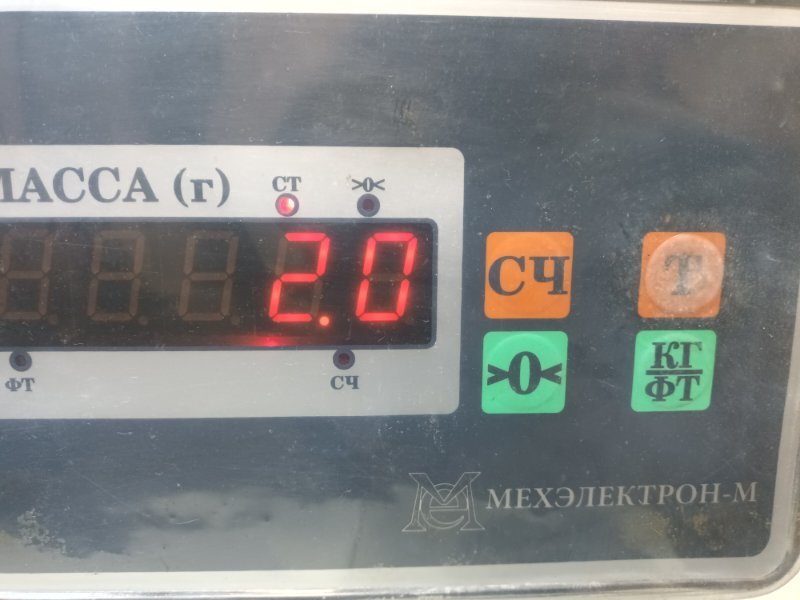 МАССА (г)
СТ
>0<
2.0
ФТ
СЧ
СЧ
Т
>0<
КГ
ФТ
МЕХЭЛЕКТРОН-М